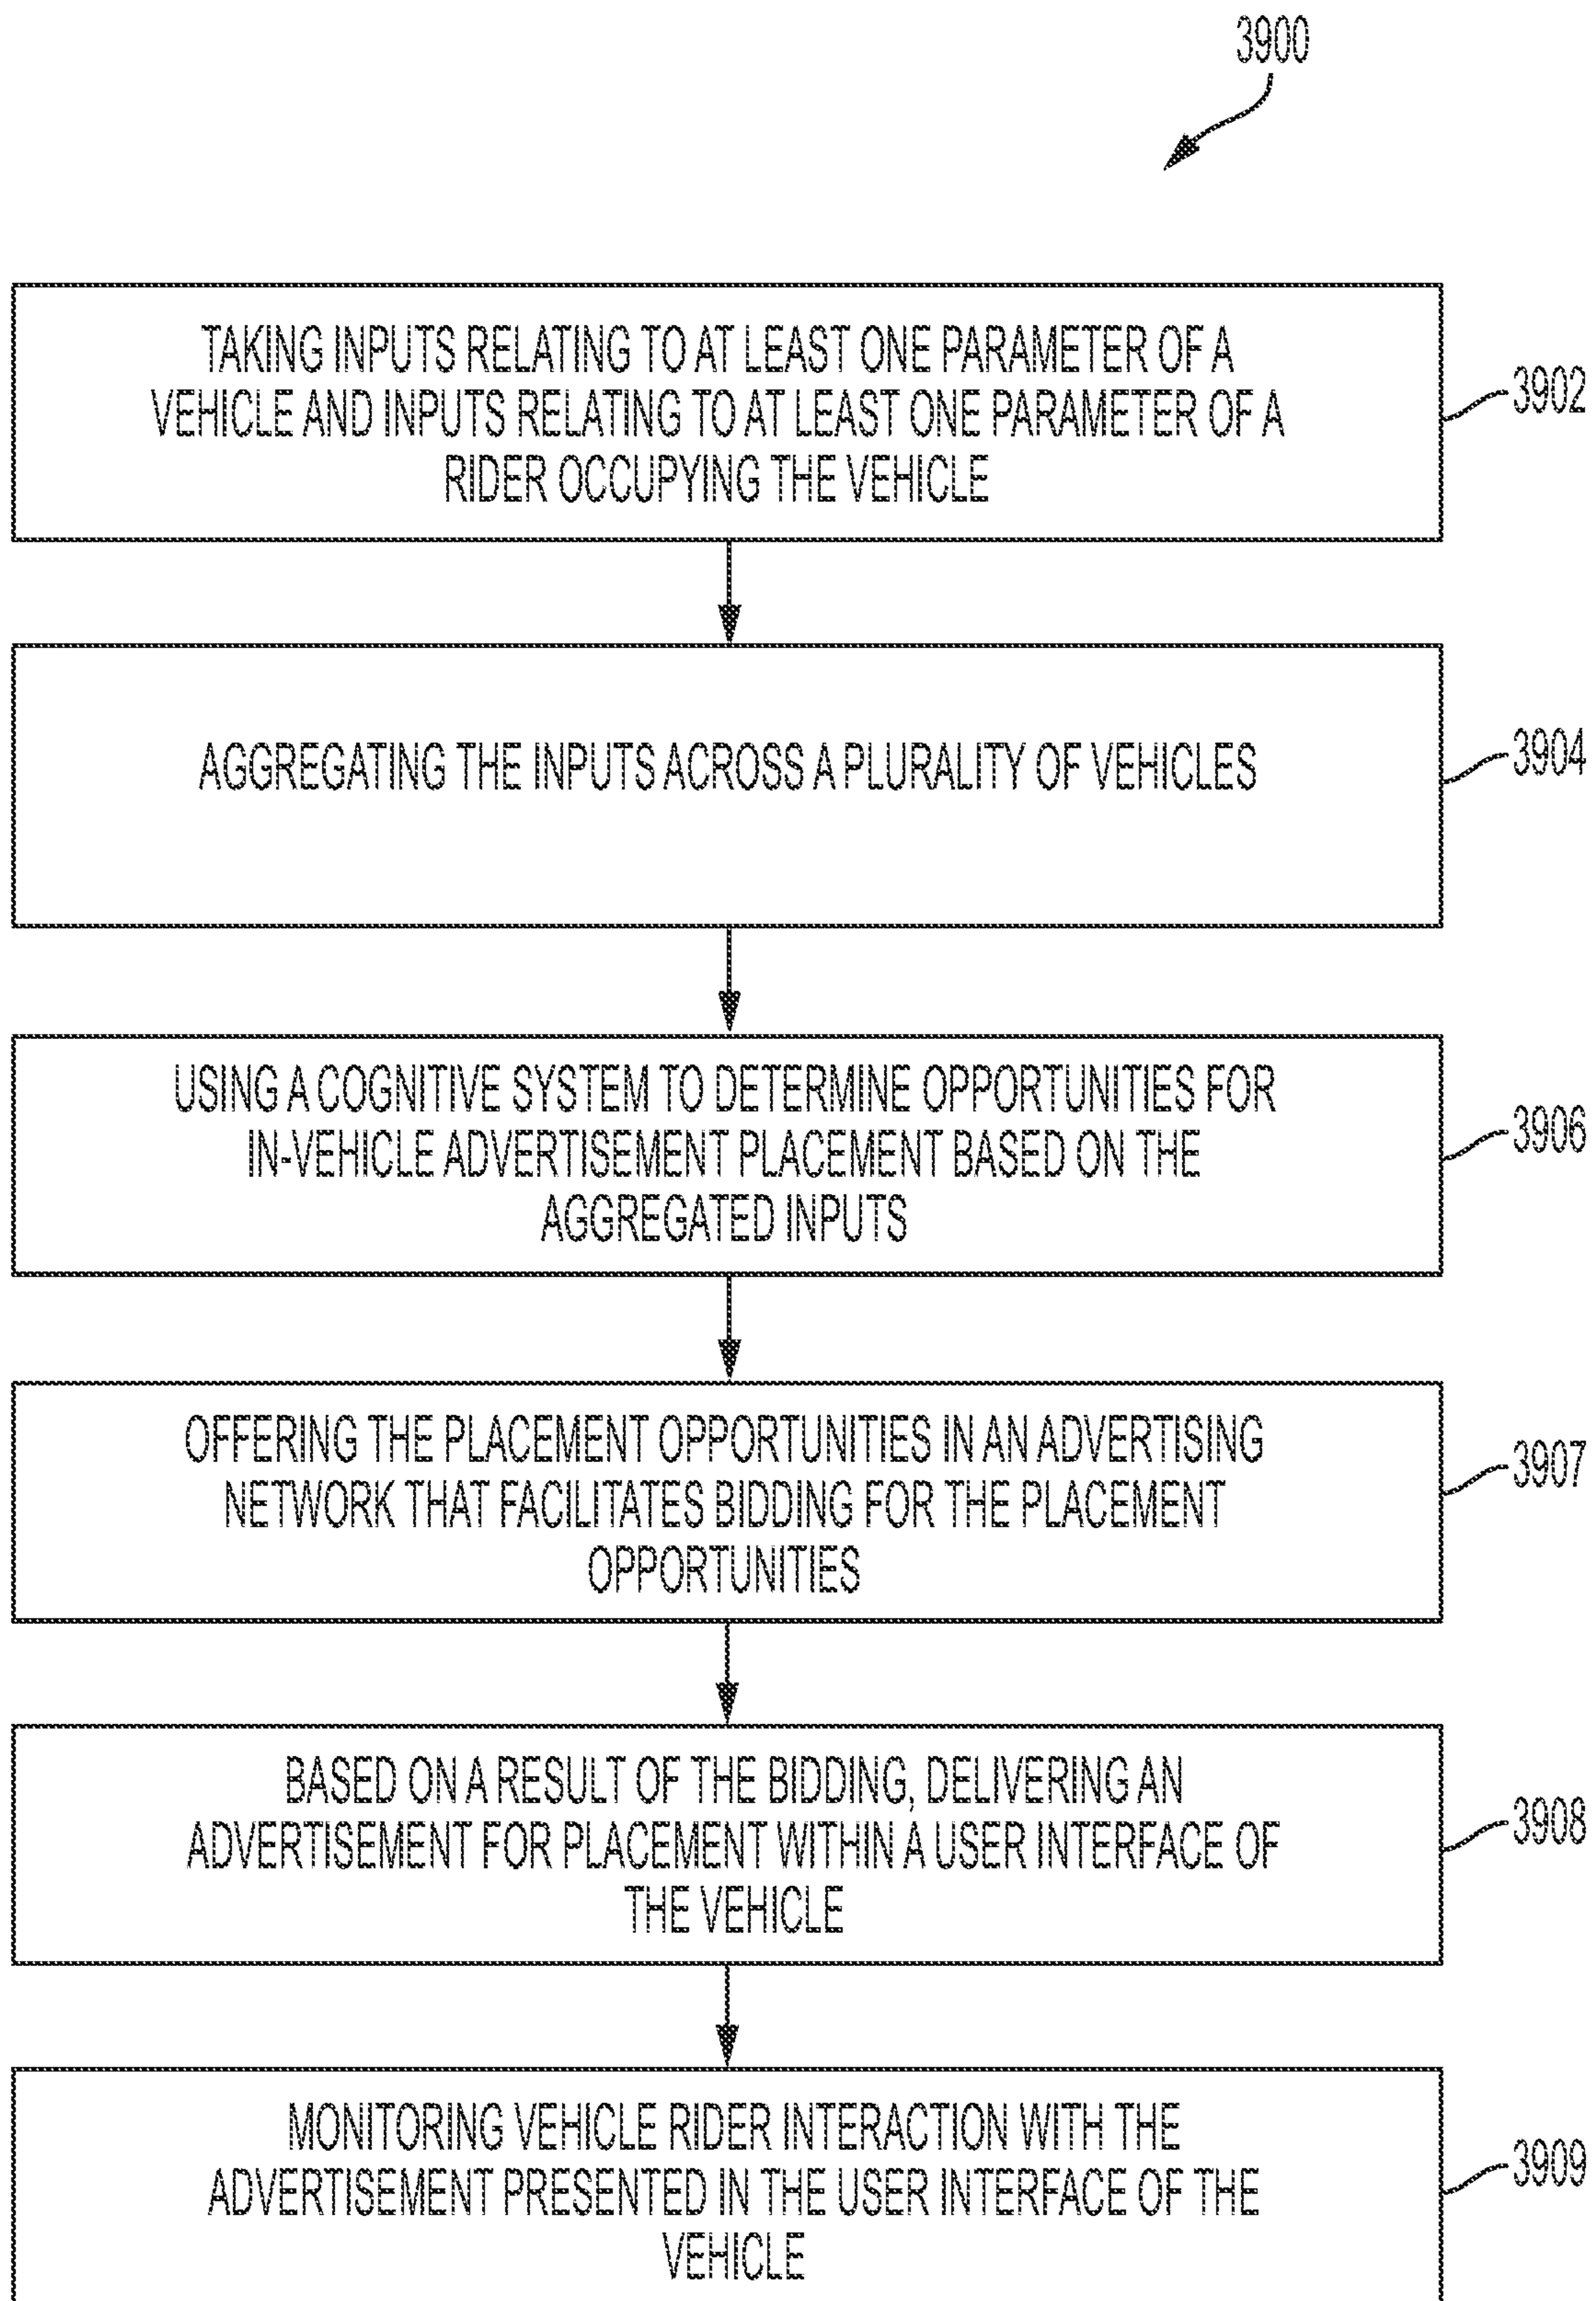 3900
TAKING INPUTS RELATING TO AT LEAST ONE PARAMETER OF A
VEHICLE AND INPUTS RELATING TO AT LEAST ONE PARAMETER OF A
RIDER OCCUPYING THE VEHICLE
3902
AGGREGATING THE INPUTS ACROSS A PLURALITY OF VEHICLES
3904
USING A COGNITIVE SYSTEM TO DETERMINE OPPORTUNITIES FOR
IN-VEHICLE ADVERTISEMENT PLACEMENT BASED ON THE
AGGREGATED INPUTS
3906
OFFERING THE PLACEMENT OPPORTUNITIES IN AN ADVERTISING
NETWORK THAT FACILITATES BIDDING FOR THE PLACEMENT
OPPORTUNITIES
3907
BASED ON A RESULT OF THE BIDDING, DELIVERING AN
ADVERTISEMENT FOR PLACEMENT WITHIN A USER INTERFACE OF
THE VEHICLE
3908
MONITORING VEHICLE RIDER INTERACTION WITH THE
ADVERTISEMENT PRESENTED IN THE USER INTERFACE OF THE
VEHICLE
3909